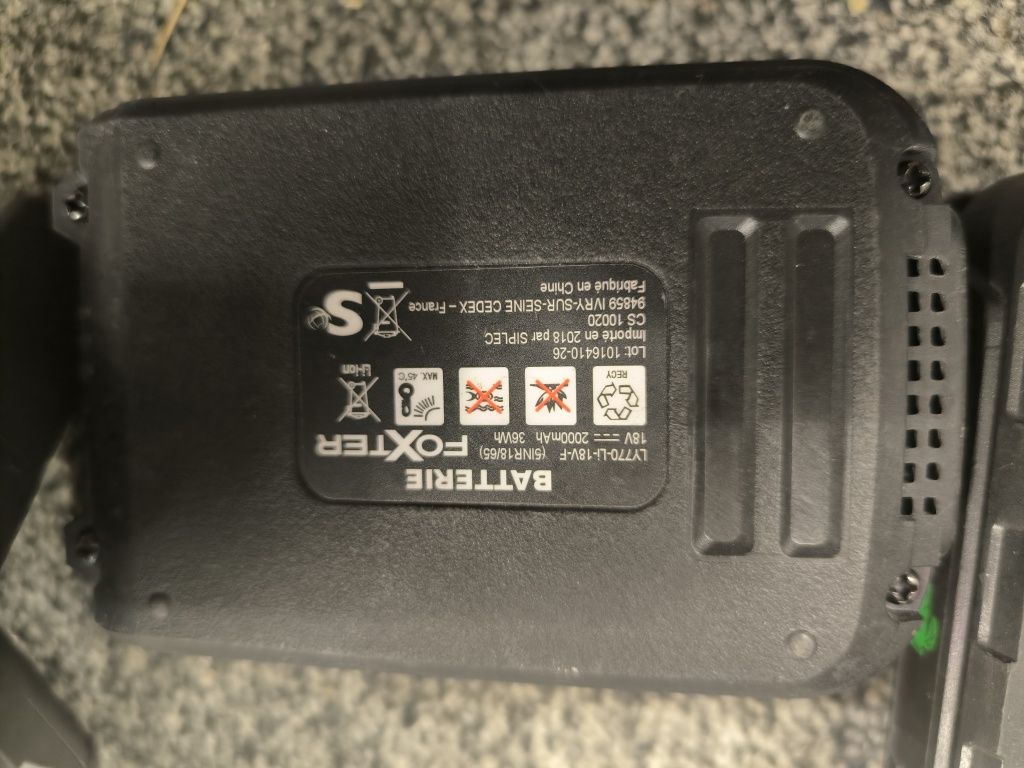 BATTERIE
LY770-Li-18V-F (5INR18/65)
18V ⎓ 2000mAh 36Wh
FOXTER
RECY
MAX. 45°C
Li-Ion
Lot: 1016410-26
Importé en 2018 par SIPLEC
CS 10020
94859 IVRY-SUR-SEINE CEDEX – France
Fabriqué en Chine
S